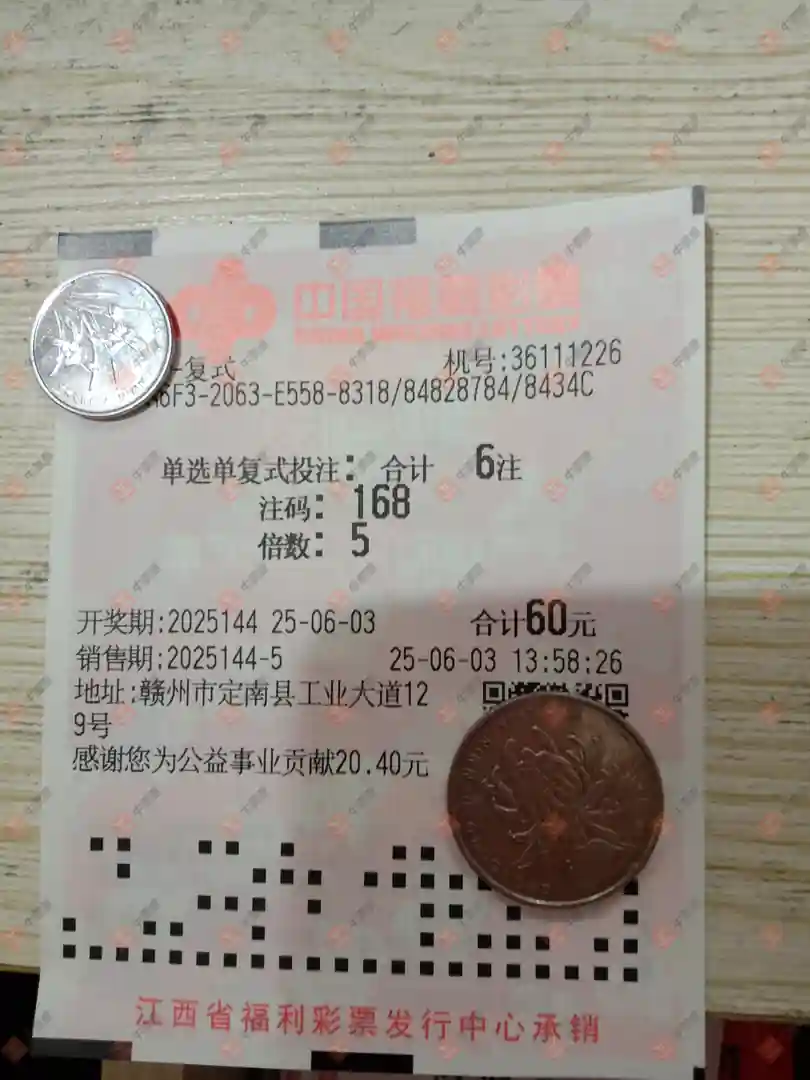 中国福利彩票
CHINA WELFARE LOTTERY
-复式 机号:36111226
6F3-2063-E558-8318/84828784/8434C
单选单复式投注: 合计 6注
注码: 168
倍数: 5
开奖期:2025144 25-06-03 合计60元
销售期:2025144-5 25-06-03 13:58:26
地址:赣州市定南县工业大道12
9号
感谢您为公益事业贡献20.40元
江西省福利彩票发行中心承销